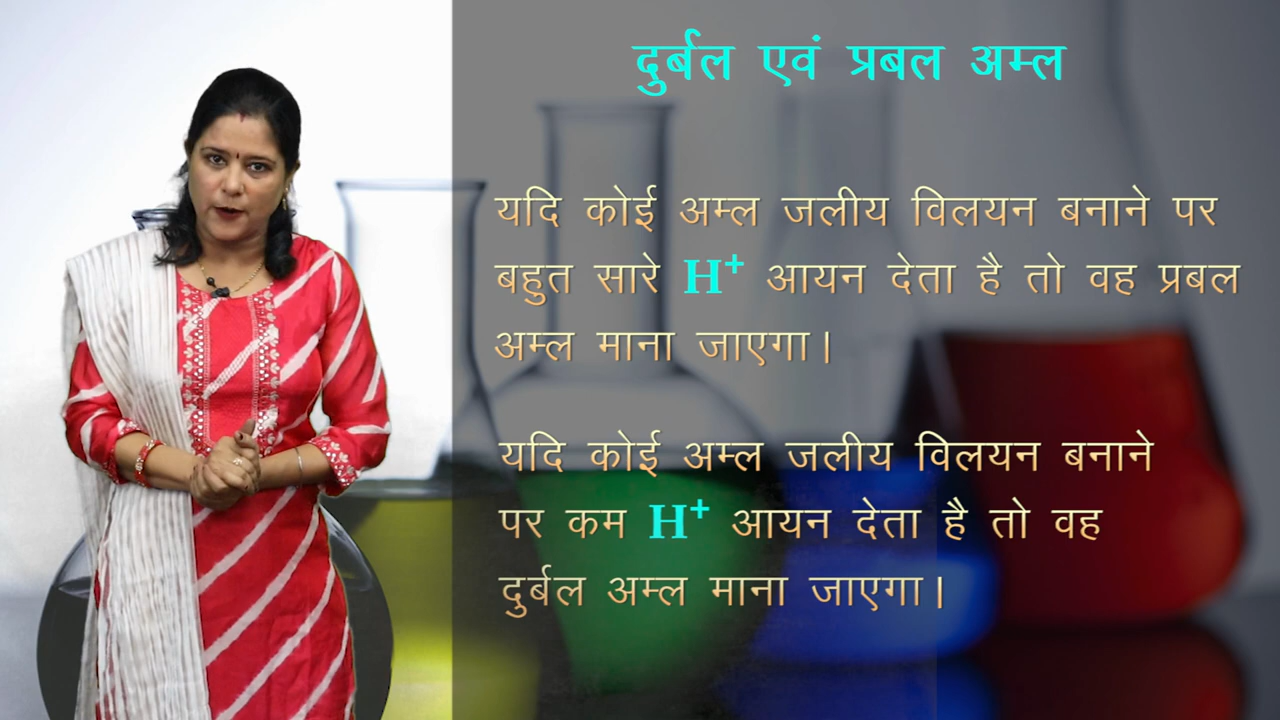 दुर्बल एवं प्रबल अम्ल
यदि कोई अम्ल जलीय विलयन बनाने पर
बहुत सारे H⁺ आयन देता है तो वह प्रबल
अम्ल माना जाएगा।
यदि कोई अम्ल जलीय विलयन बनाने
पर कम H⁺ आयन देता है तो वह
दुर्बल अम्ल माना जाएगा।